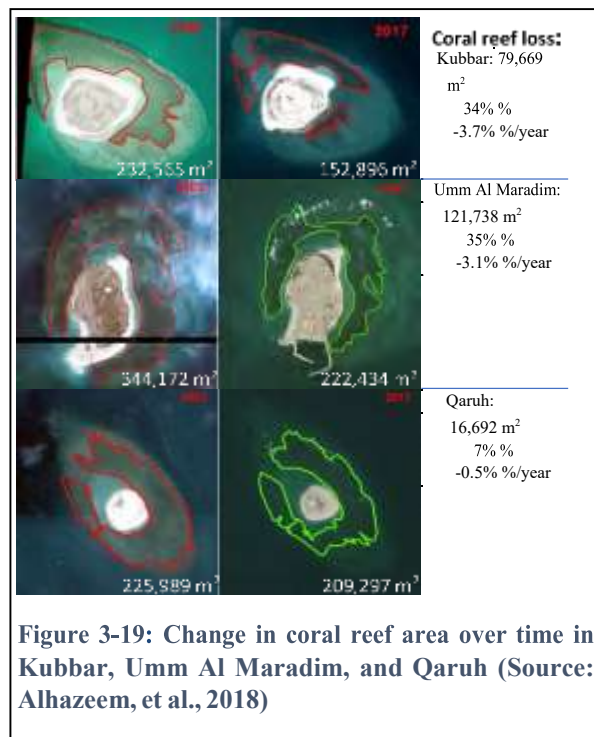 2017
Coral reef loss:
Kubbar: 79,669
m²
34% %
-3.7% %/year
232,565 m²
152,896 m²
Umm Al Maradim:
121,738 m²
35% %
-3.1% %/year
344,172 m²
222,434 m²
2017
Qaruh:
16,692 m²
7% %
-0.5% %/year
225,989 m²
209,297 m²
Figure 3-19: Change in coral reef area over time in
Kubbar, Umm Al Maradim, and Qaruh (Source:
Alhazeem, et al., 2018)